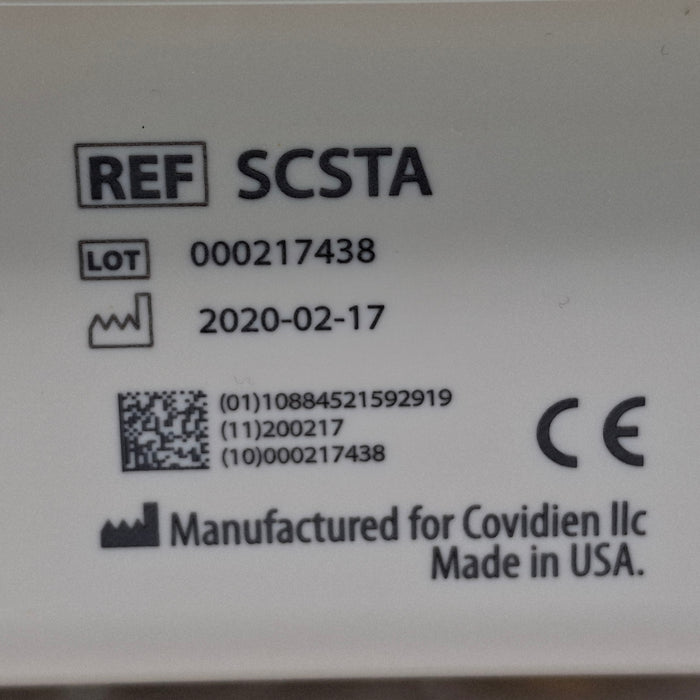 REF SCSTA
LOT 000217438
2020-02-17
(01)10884521592919
(11)200217
(10)000217438
CE
Manufactured for Covidien llc
Made in USA.